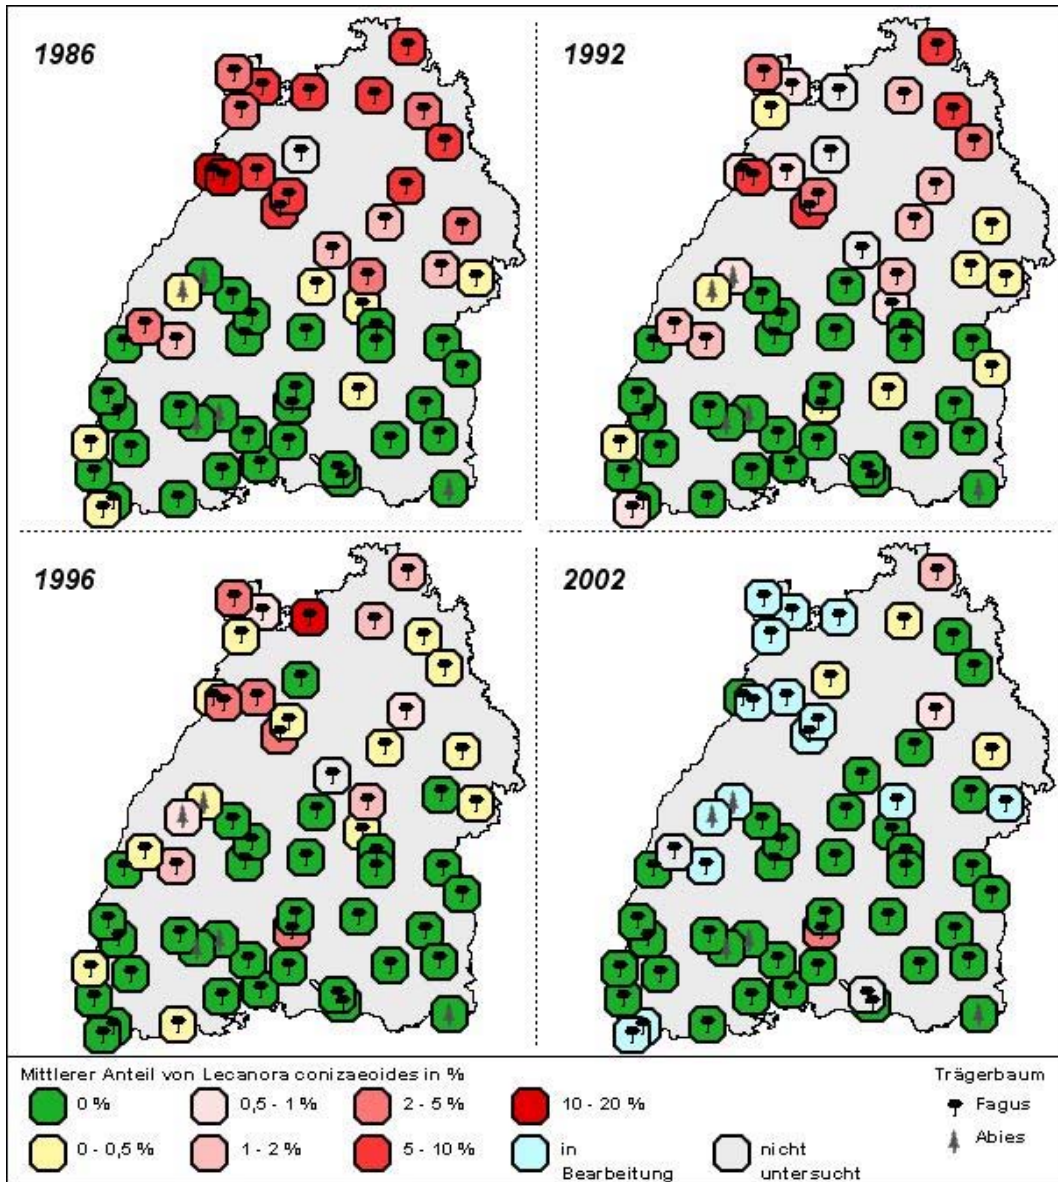 1986
1992
1996
2002
Mittlerer Anteil von Lecanora conizaeoides in %
0 %
0,5 - 1 %
2 - 5 %
10 - 20 %
0 - 0,5 %
1 - 2 %
5 - 10 %
in
Bearbeitung
nicht
untersucht
Trägerbaum
Fagus
Abies